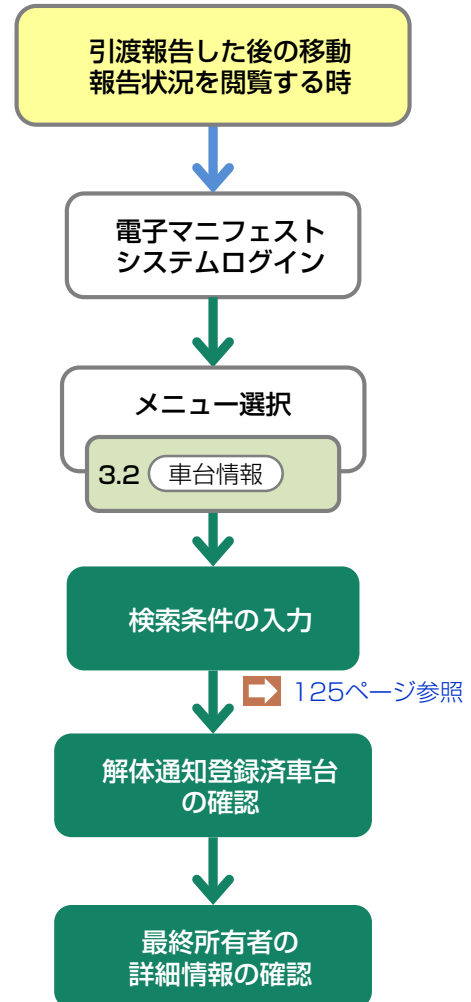 引渡報告した後の移動
報告状況を閲覧する時
電子マニフェスト
システムログイン
メニュー選択
3.2 車台情報
検索条件の入力
125ページ参照
解体通知登録済車台
の確認
最終所有者の
詳細情報の確認